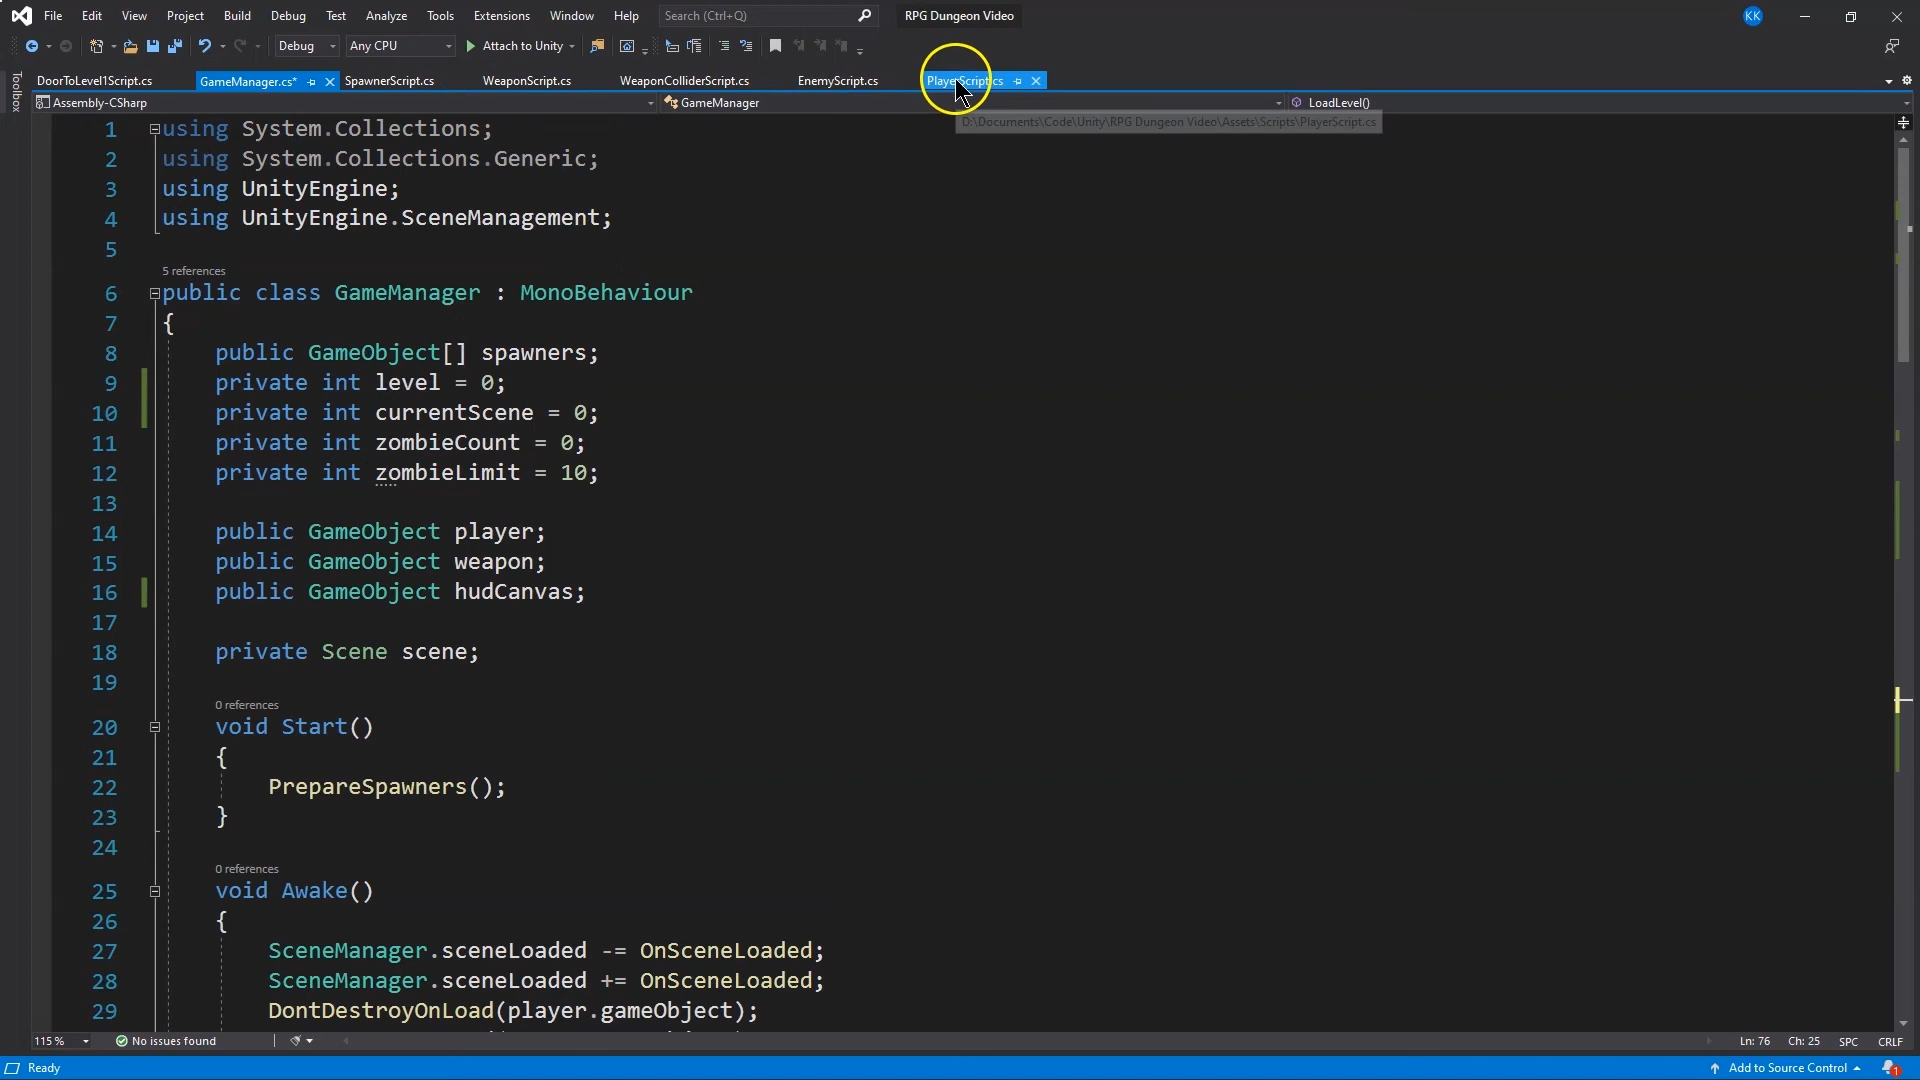 File Edit View Project Build Debug Test Analyze Tools Extensions Window Help Search (Ctrl+Q) RPG Dungeon Video KK
Debug Any CPU Attach to Unity
Toolbox
DoorToLevel1Script.cs GameManager.cs* SpawnerScript.cs WeaponScript.cs WeaponColliderScript.cs EnemyScript.cs PlayerScript.cs
Assembly-CSharp GameManager LoadLevel()
D:\Documents\Code\Unity\RPG Dungeon Video\Assets\Scripts\PlayerScript.cs
1 using System.Collections;
2 using System.Collections.Generic;
3 using UnityEngine;
4 using UnityEngine.SceneManagement;
5
5 references
6 public class GameManager : MonoBehaviour
7 {
8 public GameObject[] spawners;
9 private int level = 0;
10 private int currentScene = 0;
11 private int zombieCount = 0;
12 private int zombieLimit = 10;
13
14 public GameObject player;
15 public GameObject weapon;
16 public GameObject hudCanvas;
17
18 private Scene scene;
19
0 references
20 void Start()
21 {
22 PrepareSpawners();
23 }
24
0 references
25 void Awake()
26 {
27 SceneManager.sceneLoaded -= OnSceneLoaded;
28 SceneManager.sceneLoaded += OnSceneLoaded;
29 DontDestroyOnLoad(player.gameObject);
115 % No issues found Ln: 76 Ch: 25 SPC CRLF
Ready Add to Source Control 1